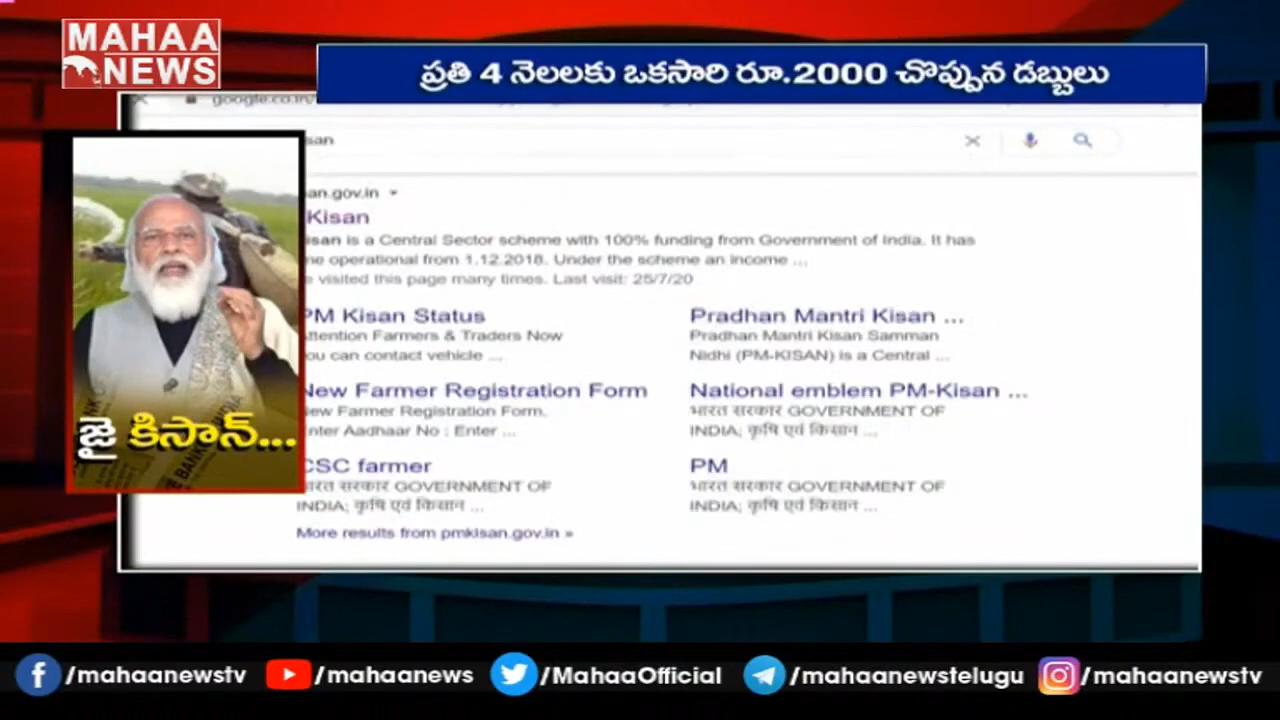 MAHAA
NEWS
ప్రతి 4 నెలలకు ఒకసారి రూ.2000 చొప్పున డబ్బులు
google.co.in/
san
an.gov.in
Kisan
isan is a Central Sector scheme with 100% funding from Government of India. It has
ne operational from 1.12.2018. Under the scheme an income ...
visited this page many times. Last visit: 25/7/20
PM Kisan Status
ttention Farmers & Traders Now
ou can contact vehicle ...
Pradhan Mantri Kisan ...
Pradhan Mantri Kisan Samman
Nidhi (PM-KISAN) is a Central ...
New Farmer Registration Form
New Farmer Registration Form.
Enter Aadhaar No : Enter ...
National emblem PM-Kisan ...
भारत सरकार GOVERNMENT OF
INDIA; कृषि एवं किसान ...
CSC farmer
भारत सरकार GOVERNMENT OF
INDIA; कृषि एवं किसान ...
PM
भारत सरकार GOVERNMENT OF
INDIA; कृषि एवं किसान ...
More results from pmkisan.gov.in »
జై కిసాన్...
/mahaanewstv
/mahaanews
/MahaaOfficial
/mahaanewstelugu
/mahaanewstv